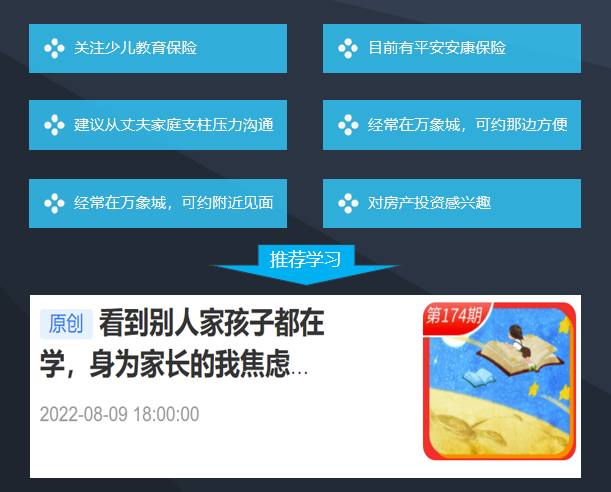 关注少儿教育保险
目前有平安安康保险
建议从丈夫家庭支柱压力沟通
经常在万象城，可约那边方便
经常在万象城，可约附近见面
对房产投资感兴趣
推荐学习
原创 看到别人家孩子都在
学，身为家长的我焦虑...
2022-08-09 18:00:00
第174期